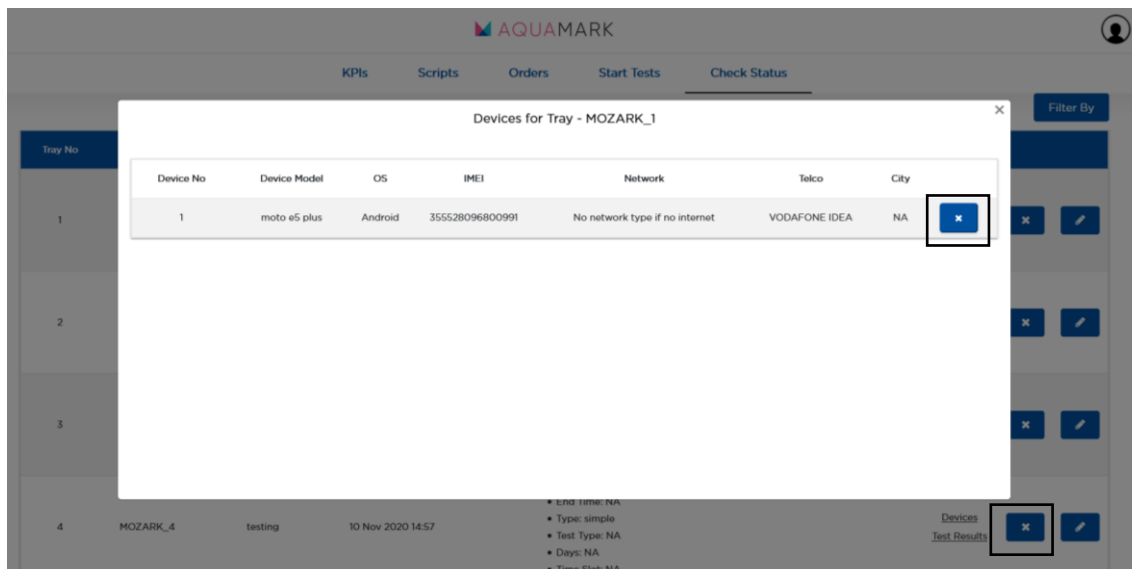 AQUAMARK
KPIs Scripts Orders Start Tests Check Status
Filter By
Devices for Tray - MOZARK_1
Tray No
Device No Device Model OS IMEI Network Telco City
1 moto e5 plus Android 355528096800991 No network type if no internet VODAFONE IDEA NA
1
2
3
• End Time: NA
4 MOZARK_4 testing 10 Nov 2020 14:57 • Type: simple Devices
• Test Type: NA Test Results
• Days: NA
• Time Slot: NA